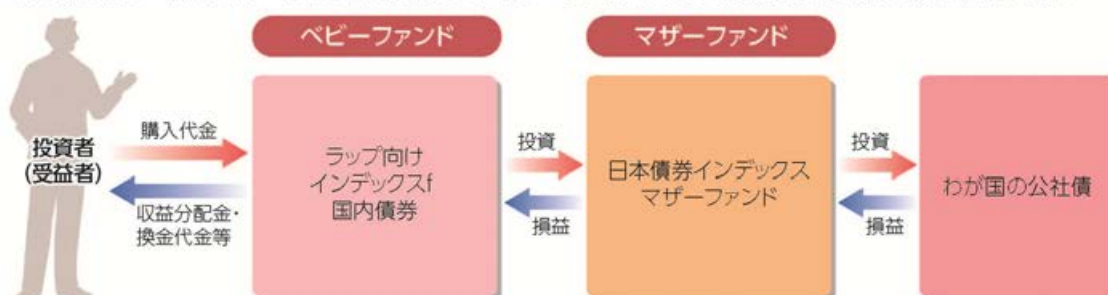 ベビーファンド
マザーファンド
投資者
(受益者)
購入代金
収益分配金・
換金代金等
ラップ向け
インデックスf
国内債券
投資
損益
日本債券インデックス
マザーファンド
投資
損益
わが国の公社債